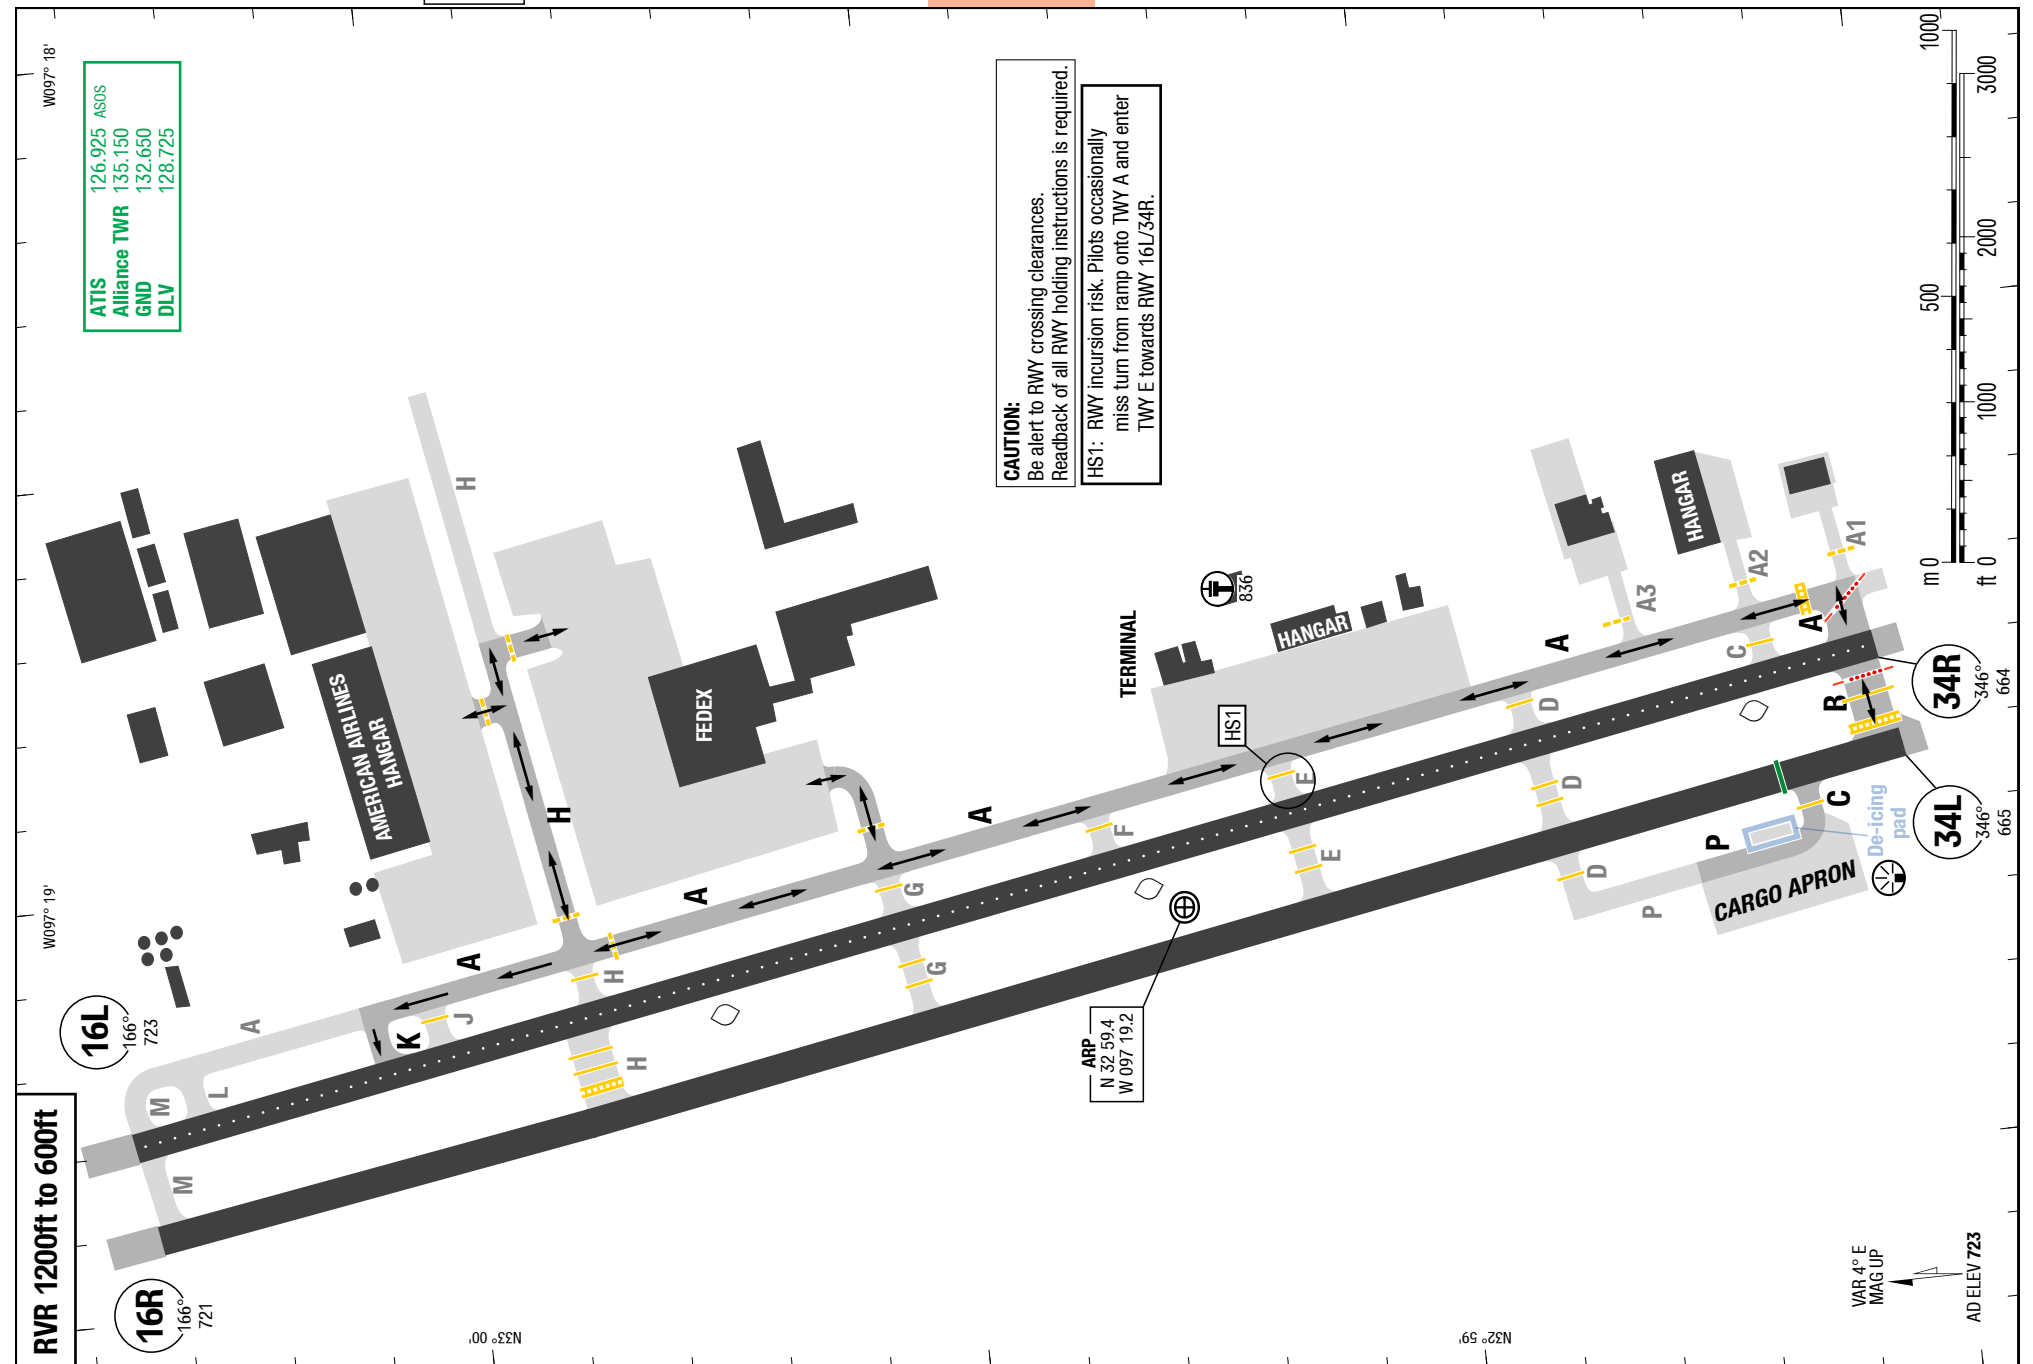 RVR 1200ft to 600ft
W097° 18'
W097° 19'
N33° 00'
N32° 59'
ATIS 126.925 ASOS
Alliance TWR 135.150
GND 132.650
DLV 128.725
CAUTION:
Be alert to RWY crossing clearances.
Readback of all RWY holding instructions is required.
HS1: RWY incursion risk. Pilots occasionally
miss turn from ramp onto TWY A and enter
TWY E towards RWY 16L/34R.
16L
166°
723
16R
166°
721
34R
346°
664
34L
346°
665
AMERICAN AIRLINES
HANGAR
FEDEX
TERMINAL
836
HANGAR
HANGAR
HS1
ARP
N 32 59.4
W 097 19.2
CARGO APRON
De-icing
pad
M
M
L
A
K
J
A
H
H
H
H
A
G
G
A
F
E
E
D
D
D
A
A3
A2
A1
C
A
R
C
P
P
m 0 500 1000
ft 0 1000 2000 3000
VAR 4° E
MAG UP
AD ELEV 723